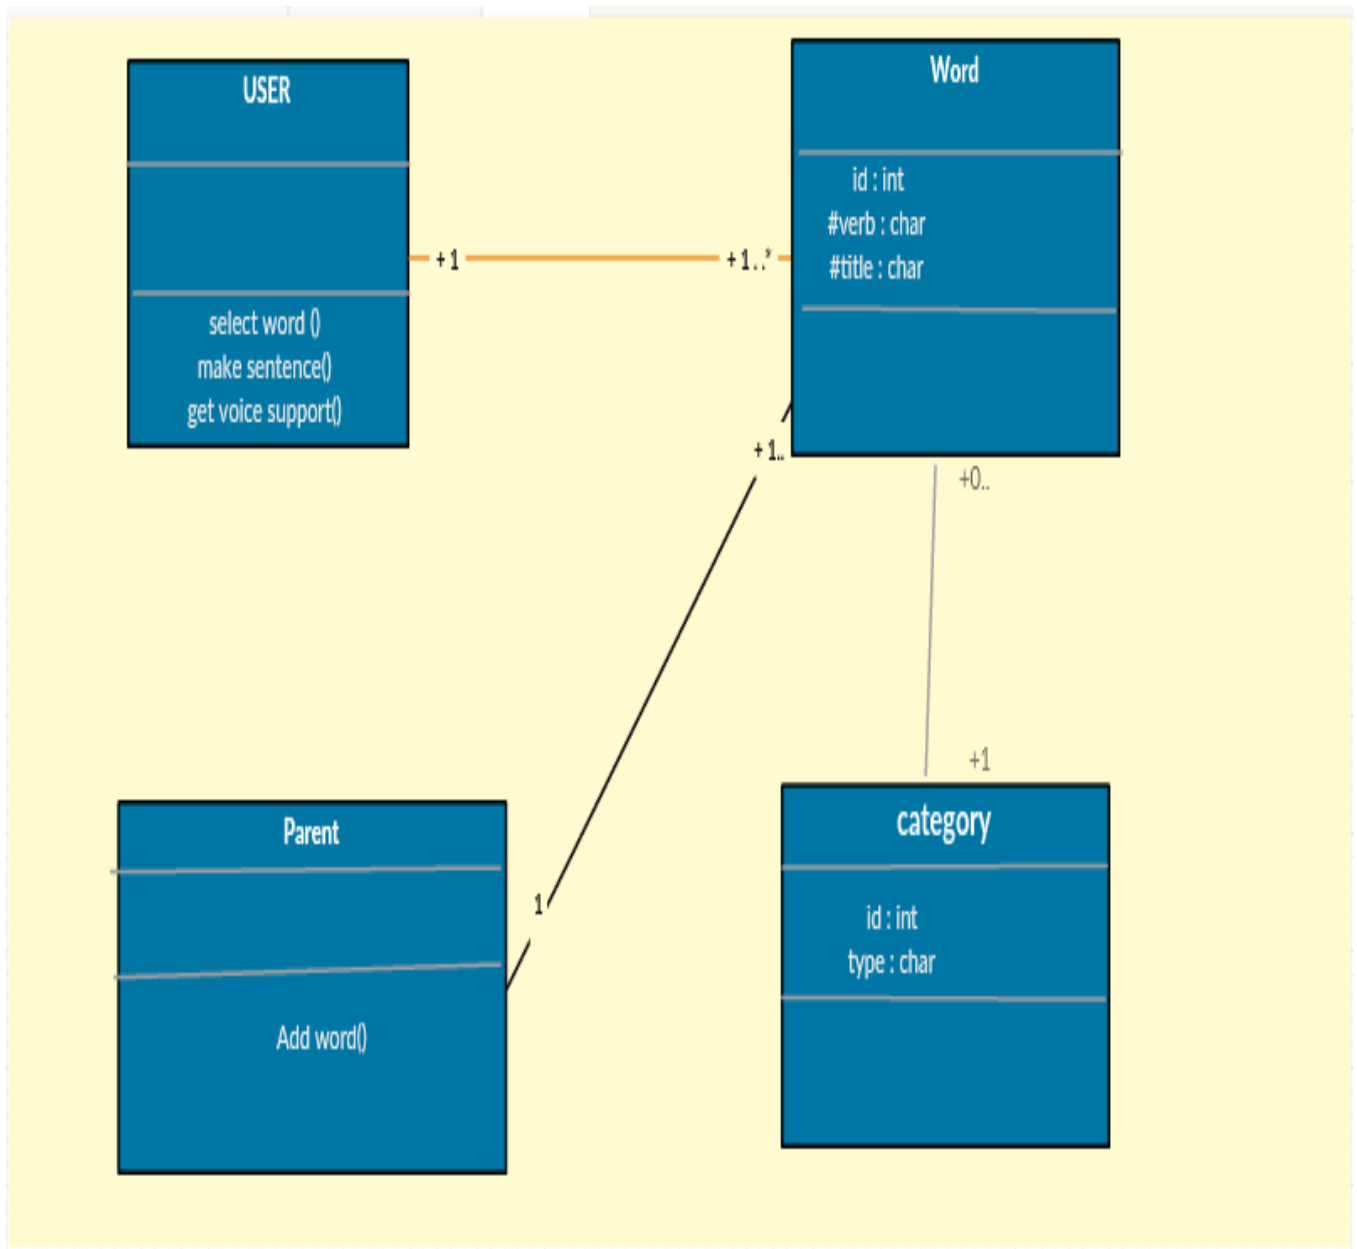 USER
select word ()
make sentence()
get voice support()
+1
+1..*
Word
id : int
#verb : char
#title : char
+1..
1
+0..
+1
Parent
Add word()
category
id : int
type : char